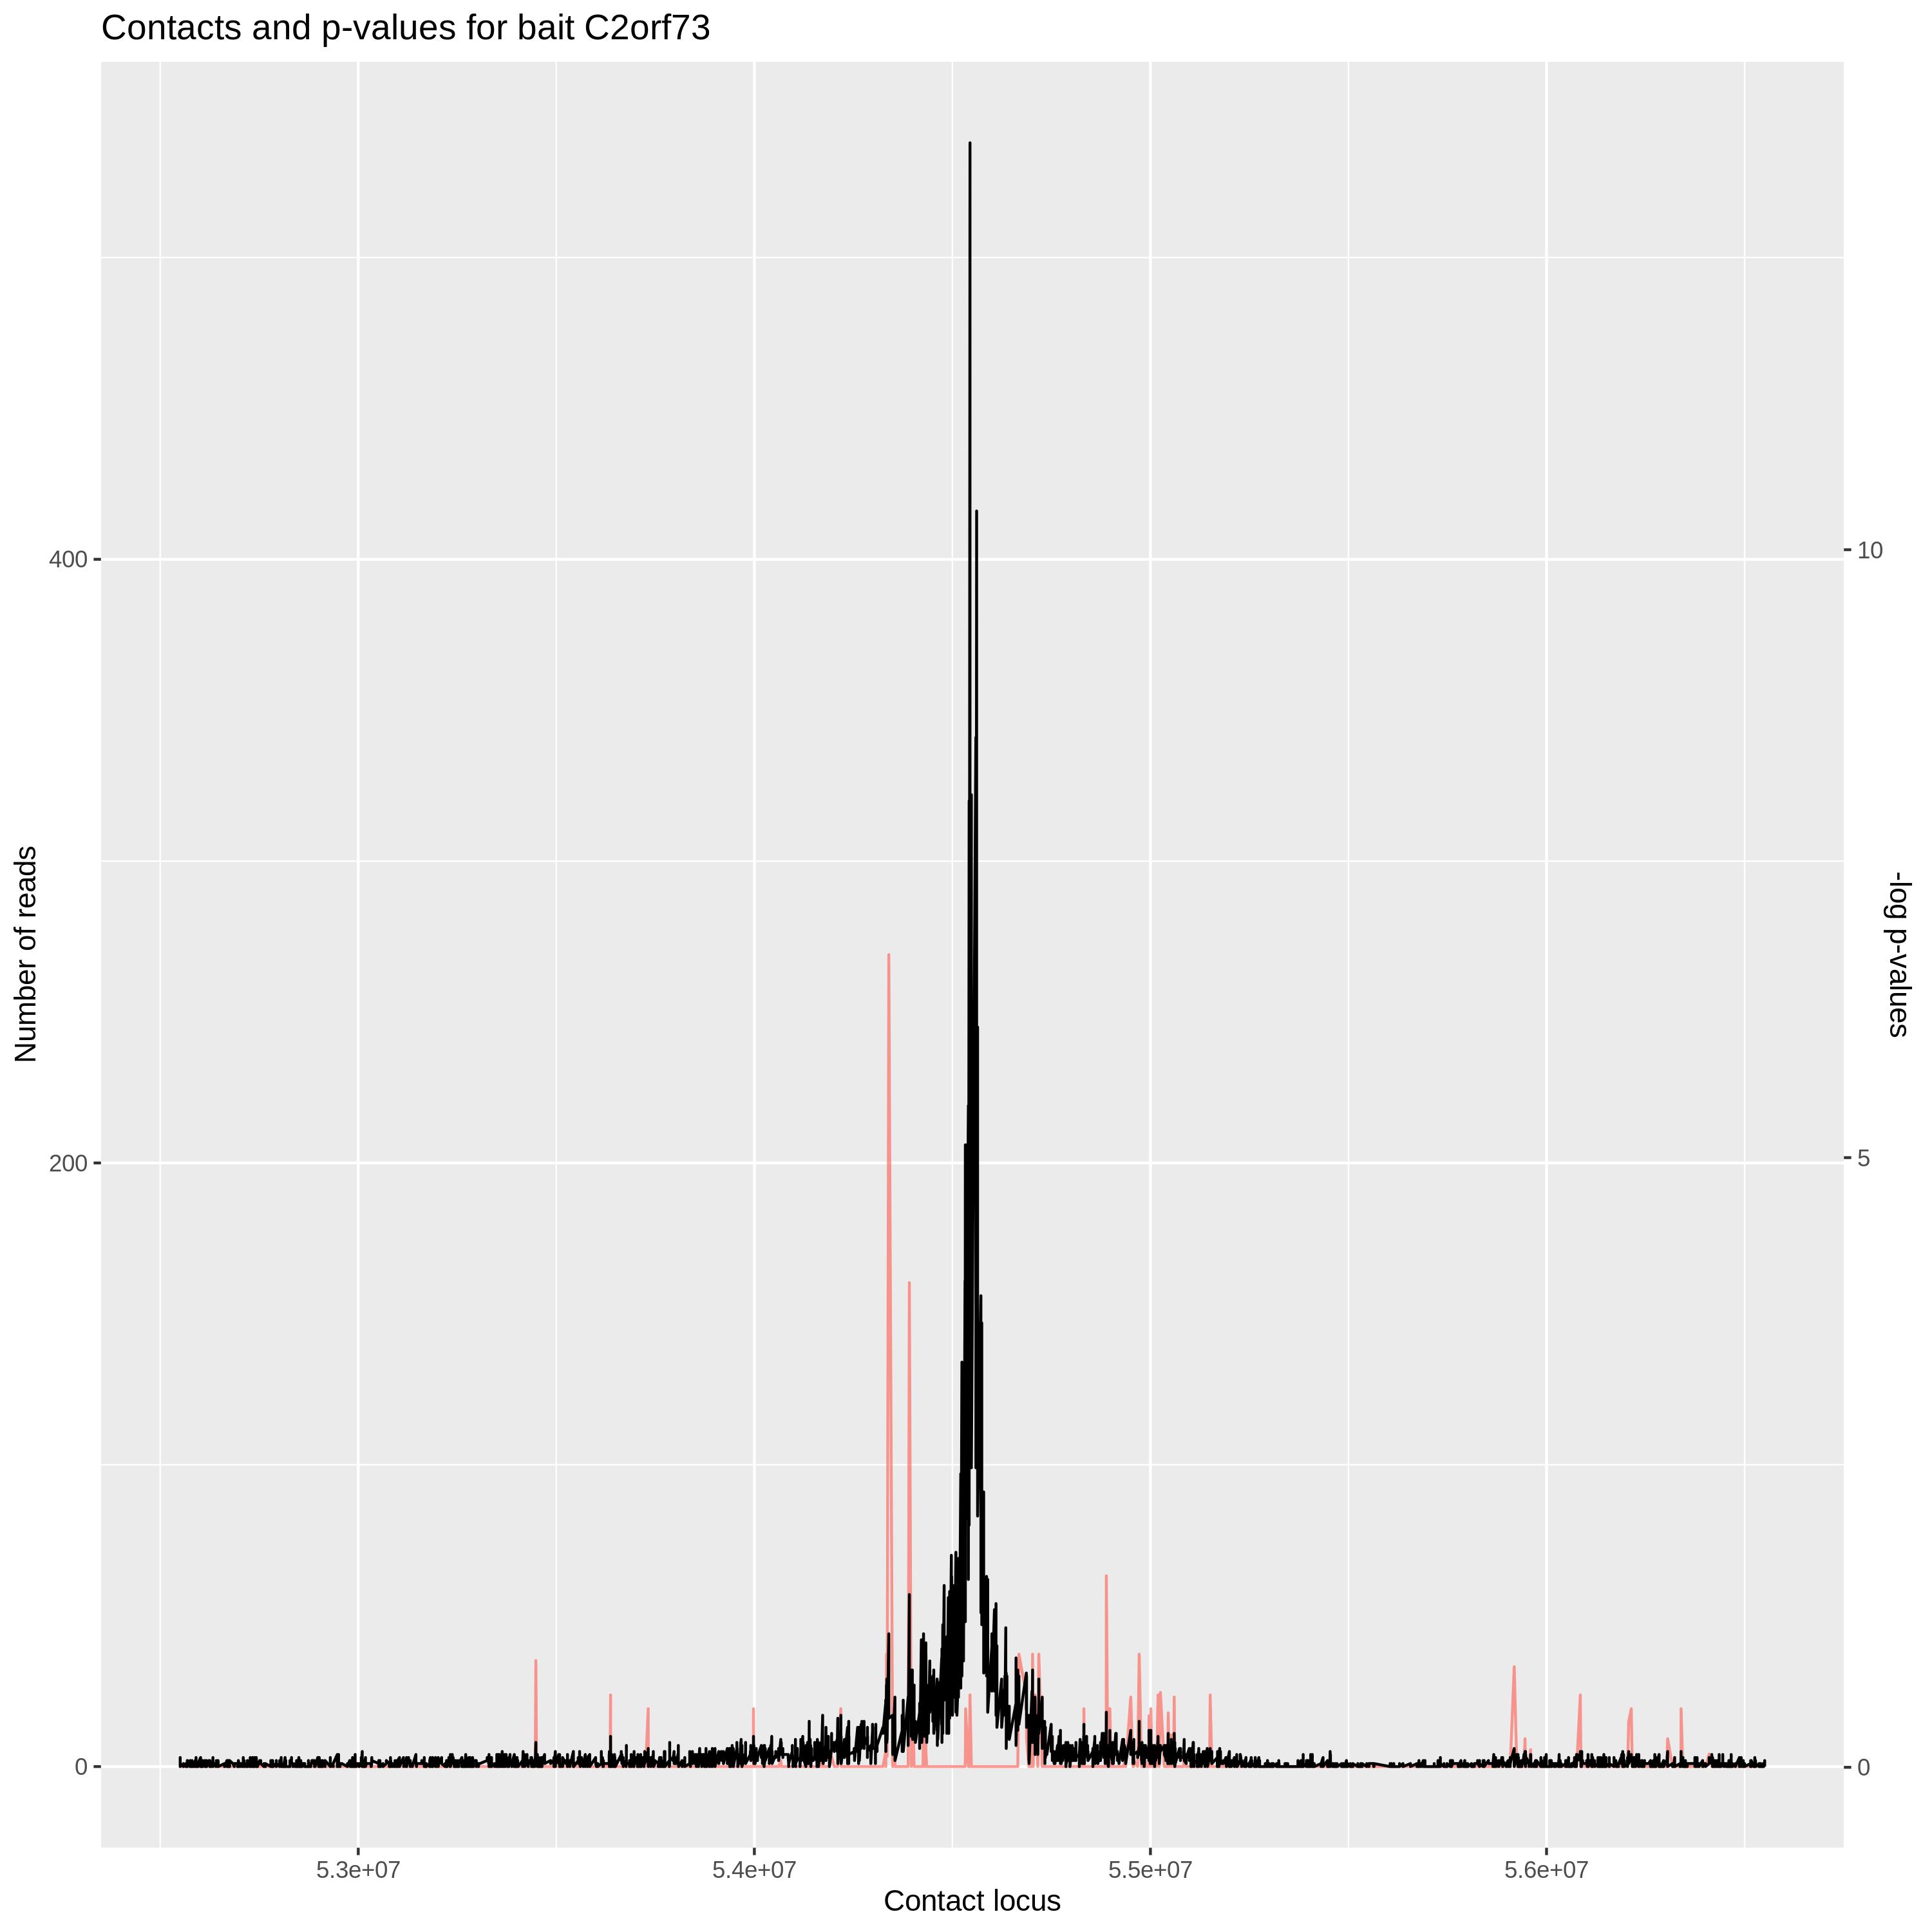 Contacts and p-values for bait C2orf73
Number of reads
400
200
0
10
5
0
-log p-values
5.3e+07 5.4e+07 5.5e+07 5.6e+07
Contact locus